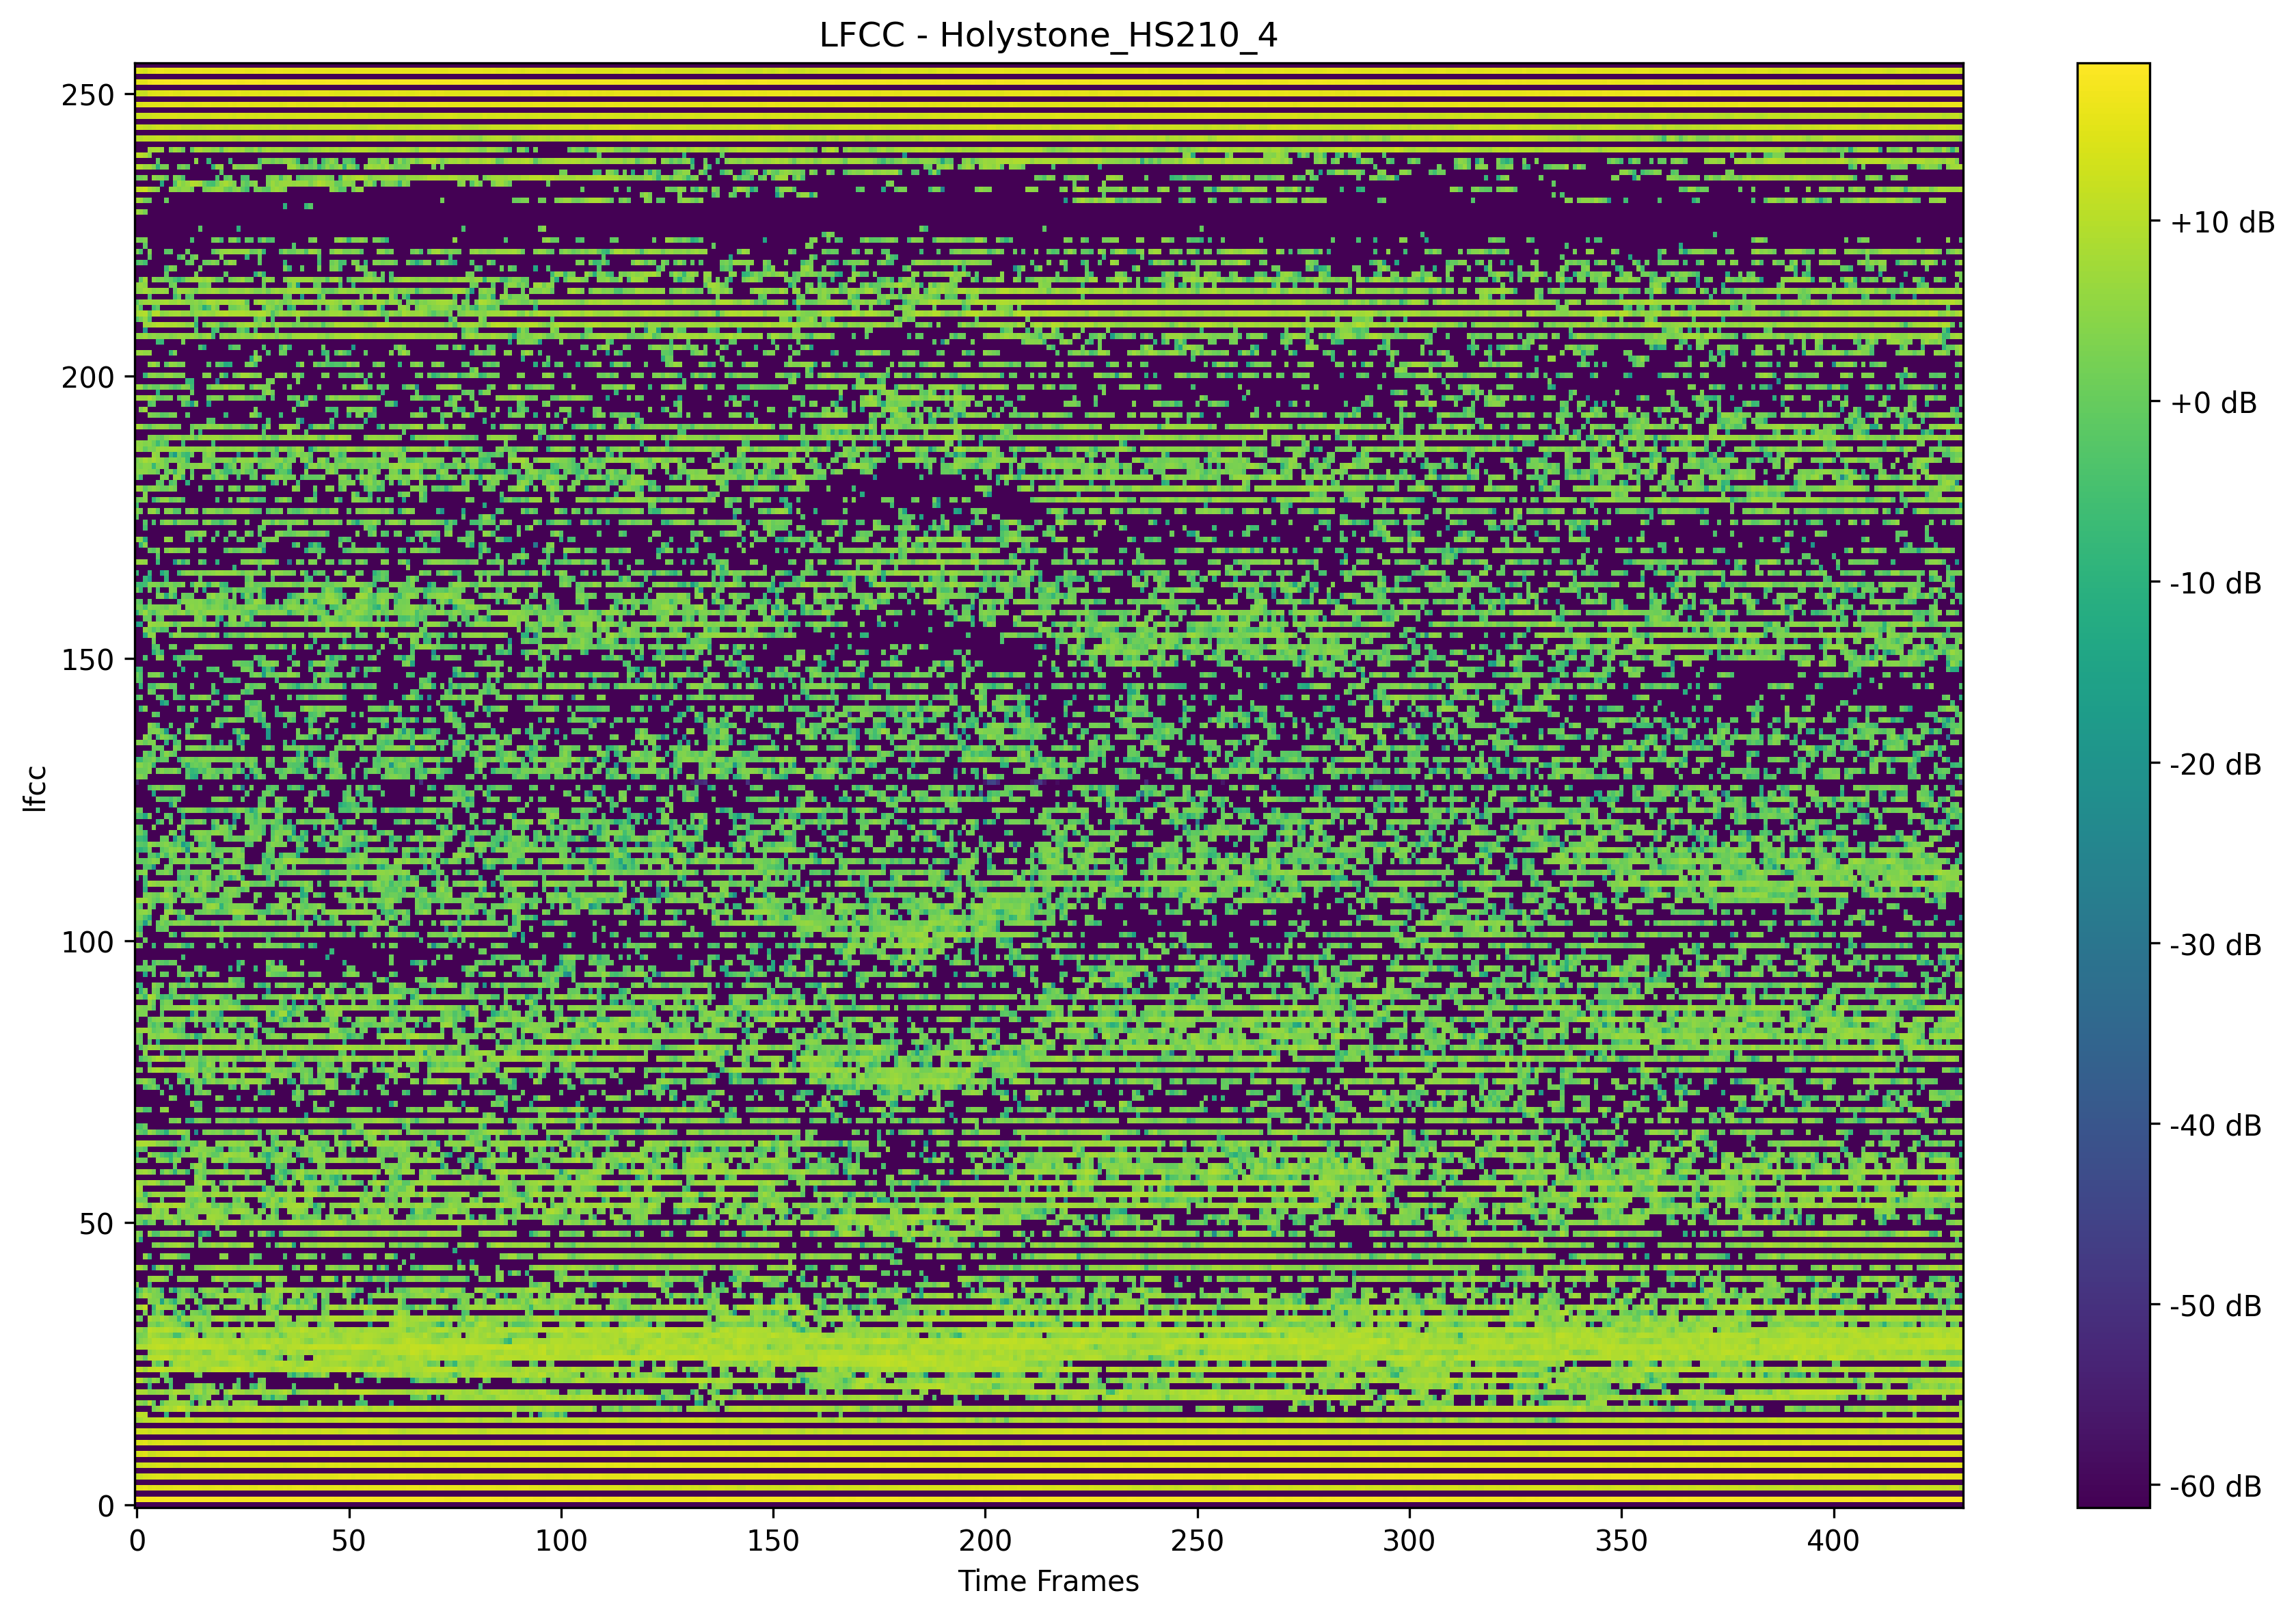 LFCC - Holystone_HS210_4
250
200
150
100
50
0
lfcc
0 50 100 150 200 250 300 350 400
Time Frames
+10 dB
+0 dB
-10 dB
-20 dB
-30 dB
-40 dB
-50 dB
-60 dB